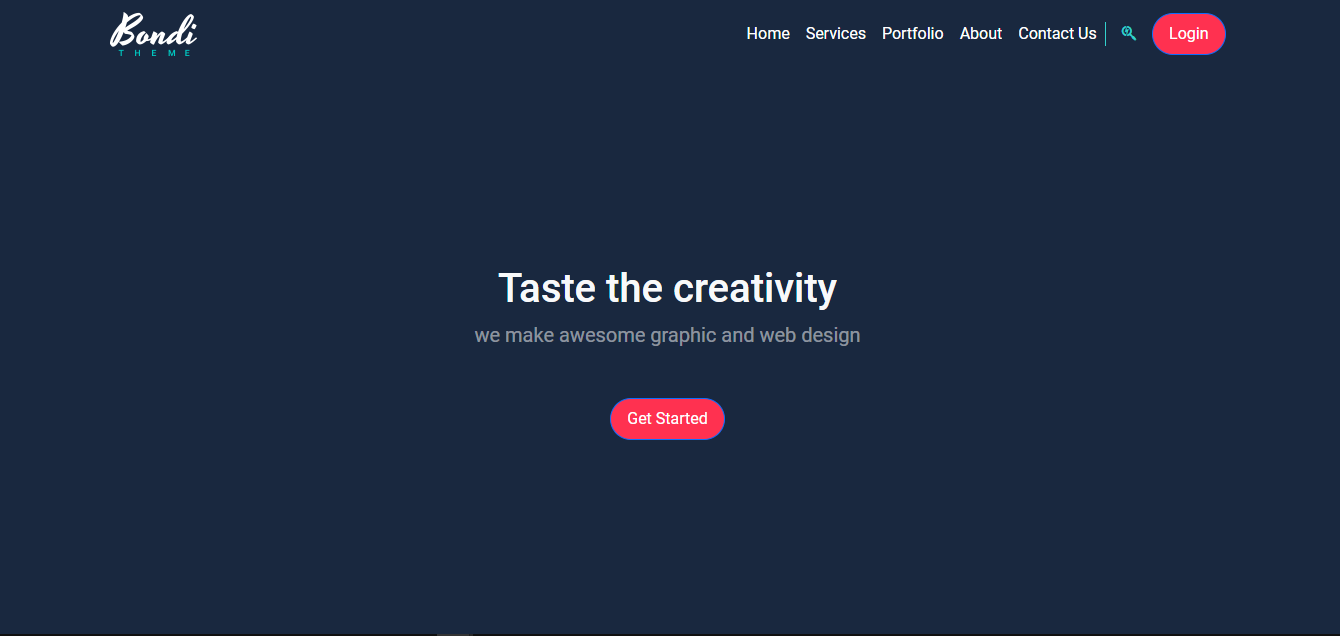 Bondi
THEME
Home Services Portfolio About Contact Us Login
Taste the creativity
we make awesome graphic and web design
Get Started